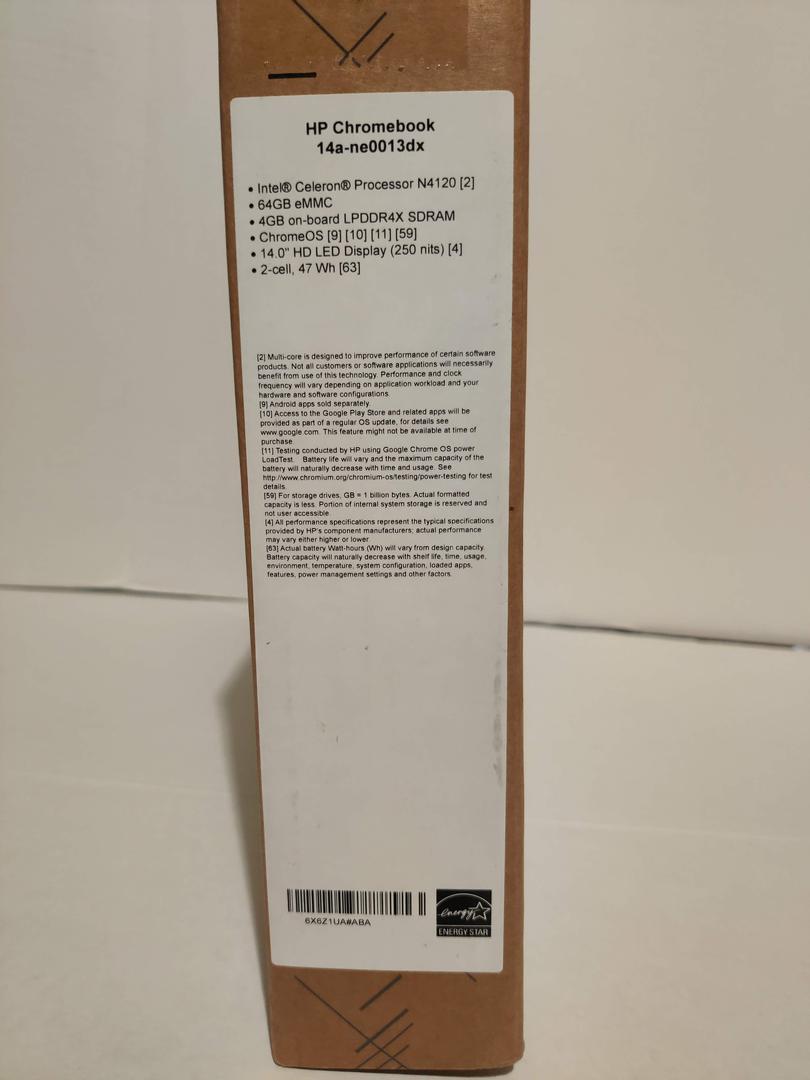 HP Chromebook
14a-ne0013dx
• Intel® Celeron® Processor N4120 [2]
• 64GB eMMC
• 4GB on-board LPDDR4X SDRAM
• ChromeOS [9] [10] [11] [59]
• 14.0" HD LED Display (250 nits) [4]
• 2-cell, 47 Wh [63]
[2] Multi-core is designed to improve performance of certain software
products. Not all customers or software applications will necessarily
benefit from use of this technology. Performance and clock
frequency will vary depending on application workload and your
hardware and software configurations.
[9] Android apps sold separately.
[10] Access to the Google Play Store and related apps will be
provided as part of a regular OS update, for details see
www.google.com. This feature might not be available at time of
purchase.
[11] Testing conducted by HP using Google Chrome OS power
LoadTest. Battery life will vary and the maximum capacity of the
battery will naturally decrease with time and usage. See
http://www.chromium.org/chromium-os/testing/power-testing for test
details.
[59] For storage drives, GB = 1 billion bytes. Actual formatted
capacity is less. Portion of internal system storage is reserved and
not user accessible.
[4] All performance specifications represent the typical specifications
provided by HP's component manufacturers; actual performance
may vary either higher or lower.
[63] Actual battery Watt-hours (Wh) will vary from design capacity.
Battery capacity will naturally decrease with shelf life, time, usage,
environment, temperature, system configuration, loaded apps,
features, power management settings and other factors.
6X6Z1UA#ABA
energy
ENERGY STAR